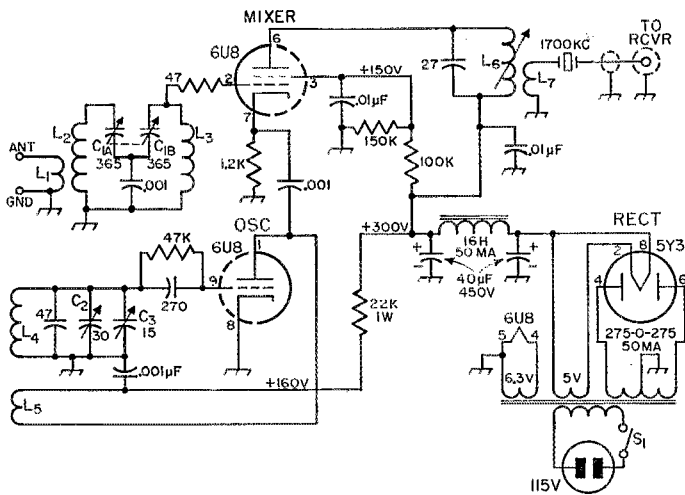 MIXER
TO
RCVR
6U8
6
1700KC
47
2
3
+150V
27
L6
L7
7
.01µF
L2
L3
ANT
C1A
C1B
365
365
L1
.001
GND
1.2K
150K
100K
.01µF
.001
OSC
+300V
RECT
47K
6U8
1
16H
50 MA
8
5Y3
2
9
270
40µF
450V
4
6
L4
47
C2
30
C3
15
8
22K
1W
6U8
5
4
275-0-275
50MA
.001µF
6.3V
5V
+160V
L5
S1
115V